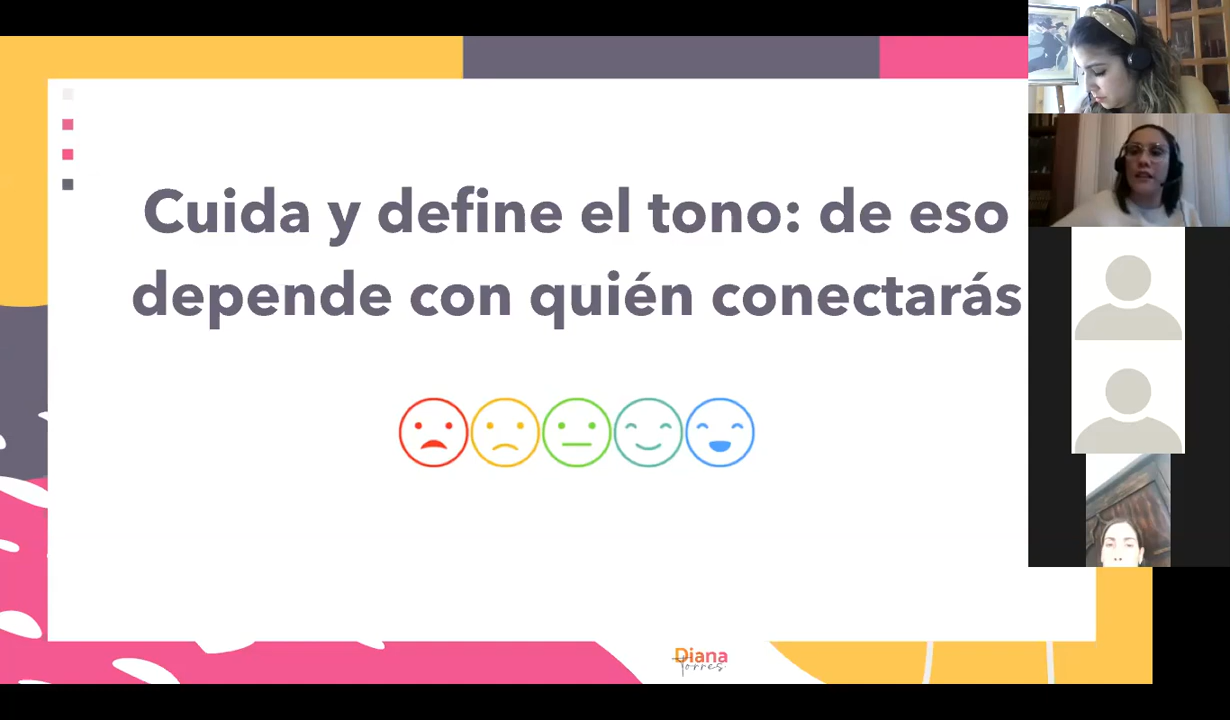 Cuida y define el tono: de eso
depende con quién conectarás
Diana
Torres